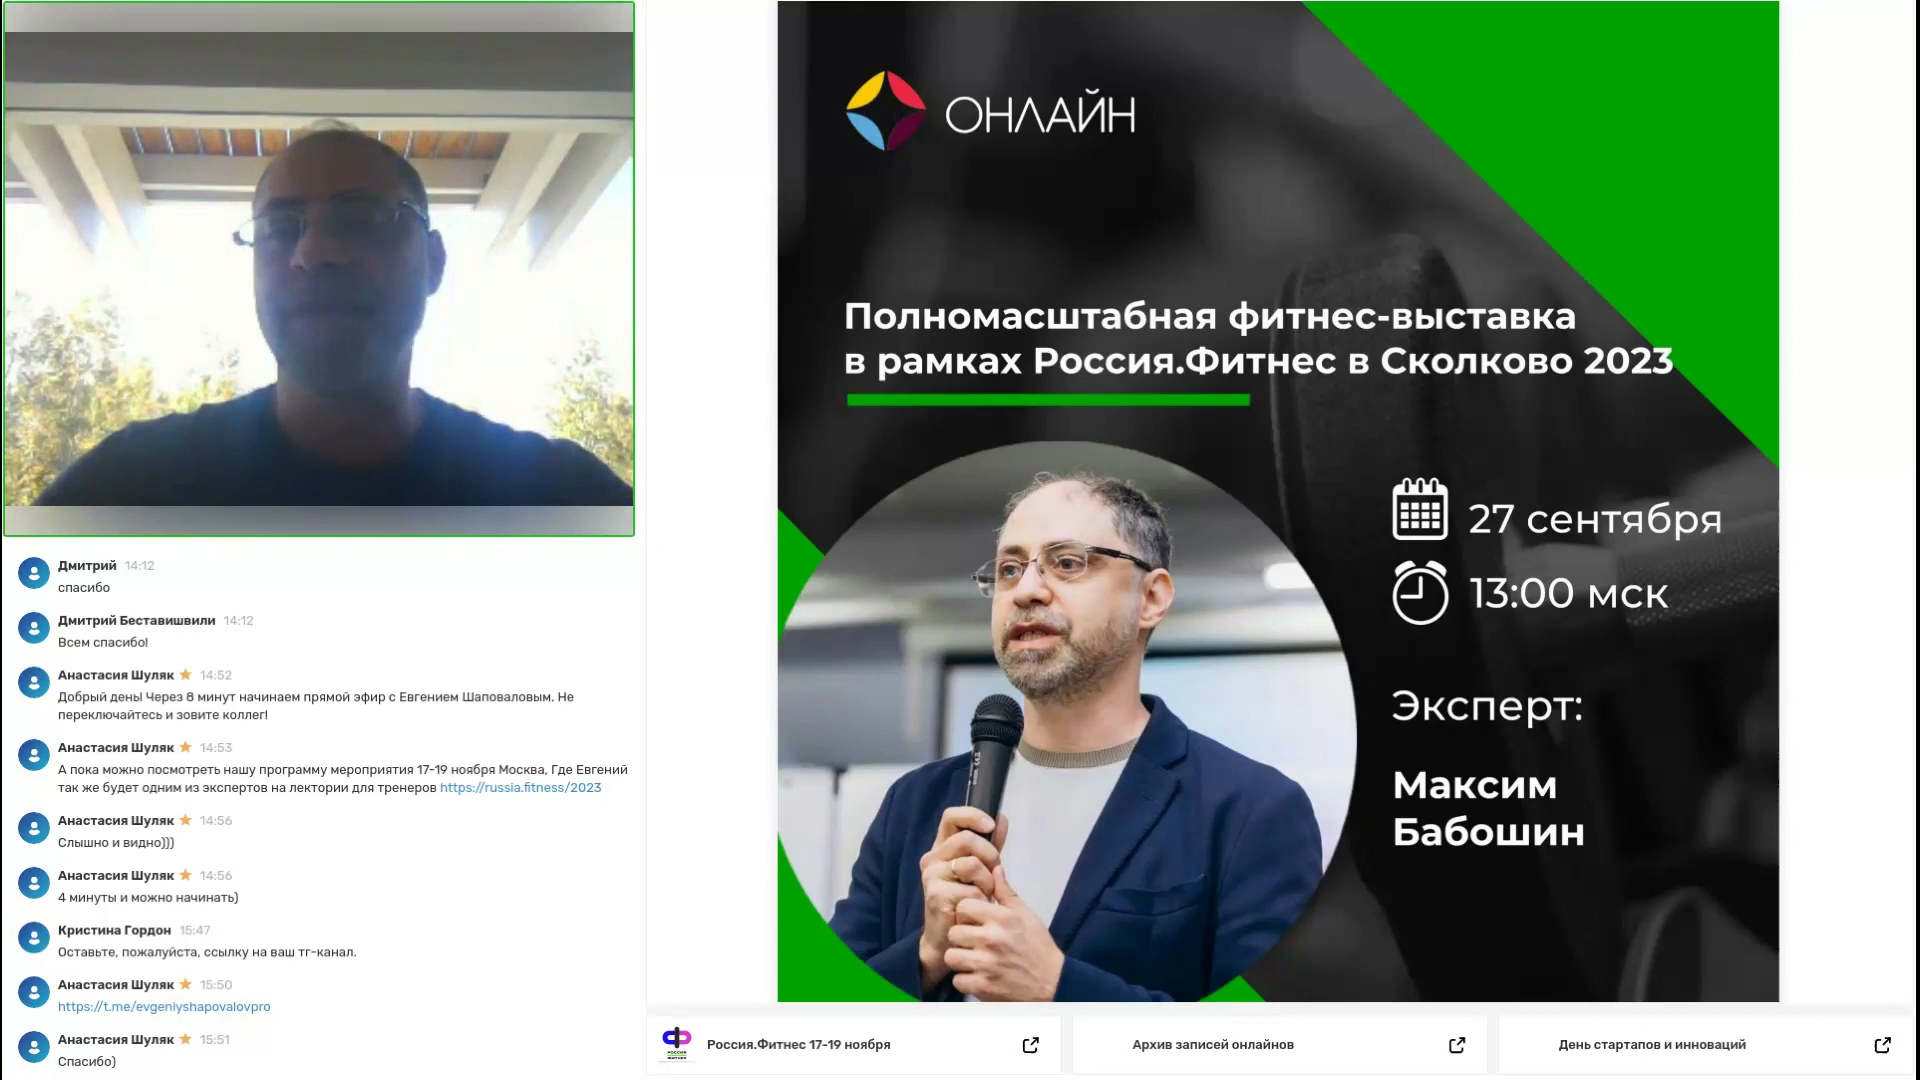 Дмитрий 14:12
спасибо
Дмитрий Беставишвили 14:12
Всем спасибо!
Анастасия Шуляк 14:52
Добрый день! Через 8 минут начинаем прямой эфир с Евгением Шаповаловым. Не
переключайтесь и зовите коллег!
Анастасия Шуляк 14:53
А пока можно посмотреть нашу программу мероприятия 17-19 ноября Москва, Где Евгений
так же будет одним из экспертов на лектории для тренеров https://russia.fitness/2023
Анастасия Шуляк 14:56
Слышно и видно)))
Анастасия Шуляк 14:56
4 минуты и можно начинать)
Кристина Гордон 15:47
Оставьте, пожалуйста, ссылку на ваш тг-канал.
Анастасия Шуляк 15:50
https://t.me/evgeniyshapovalovpro
Анастасия Шуляк 15:51
Спасибо)
ОНЛАЙН
Полномасштабная фитнес-выставка
в рамках Россия.Фитнес в Сколково 2023
27 сентября
13:00 мск
Эксперт:
Максим
Бабошин
РОССИЯ
ФИТНЕС
Россия.Фитнес 17-19 ноября
Архив записей онлайнов
День стартапов и инноваций